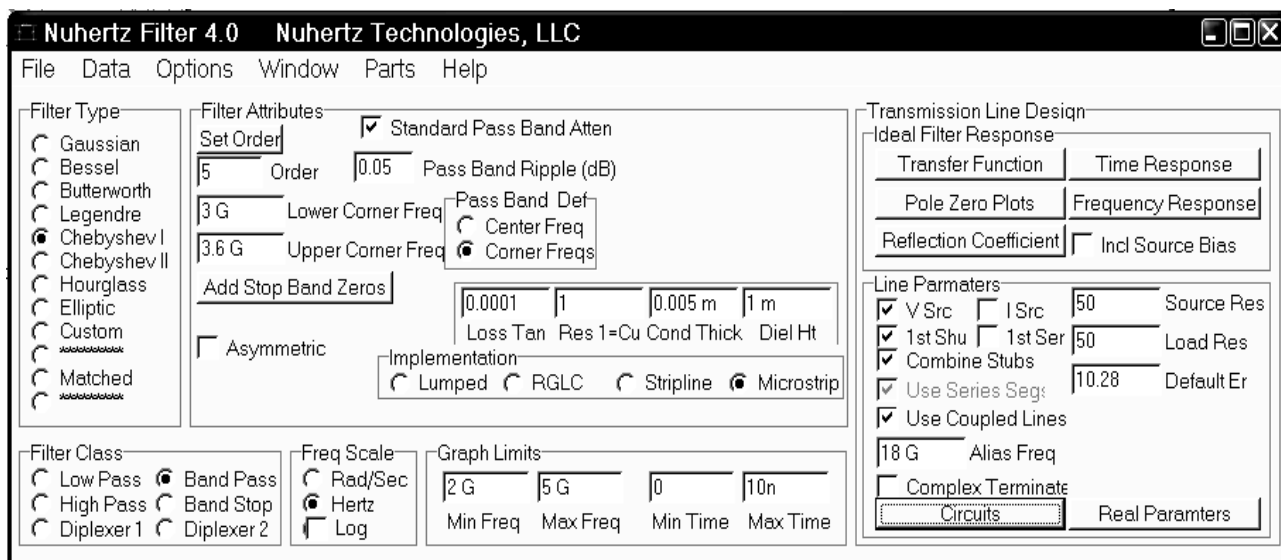 Nuhertz Filter 4.0 Nuhertz Technologies, LLC
File Data Options Window Parts Help
Filter Type
Gaussian
Bessel
Butterworth
Legendre
Chebyshev I
Chebyshev II
Hourglass
Elliptic
Custom
**********
Matched
**********
Filter Attributes
Set Order
Standard Pass Band Atten
5 Order
0.05 Pass Band Ripple (dB)
3 G Lower Corner Freq
3.6 G Upper Corner Freq
Pass Band Def
Center Freq
Corner Freqs
Add Stop Band Zeros
0.0001 1 0.005 m 1 m
Loss Tan Res 1=Cu Cond Thick Diel Ht
Asymmetric
Implementation
Lumped RGLC Stripline Microstrip
Transmission Line Design
Ideal Filter Response
Transfer Function Time Response
Pole Zero Plots Frequency Response
Reflection Coefficient Incl Source Bias
Line Parmaters
V Src I Src 50 Source Res
1st Shu 1st Ser 50 Load Res
Combine Stubs
Use Series Segs 10.28 Default Er
Use Coupled Lines
18 G Alias Freq
Complex Terminate
Circuits Real Paramters
Filter Class
Low Pass Band Pass
High Pass Band Stop
Diplexer 1 Diplexer 2
Freq Scale
Rad/Sec
Hertz
Log
Graph Limits
2 G 5 G 0 10n
Min Freq Max Freq Min Time Max Time